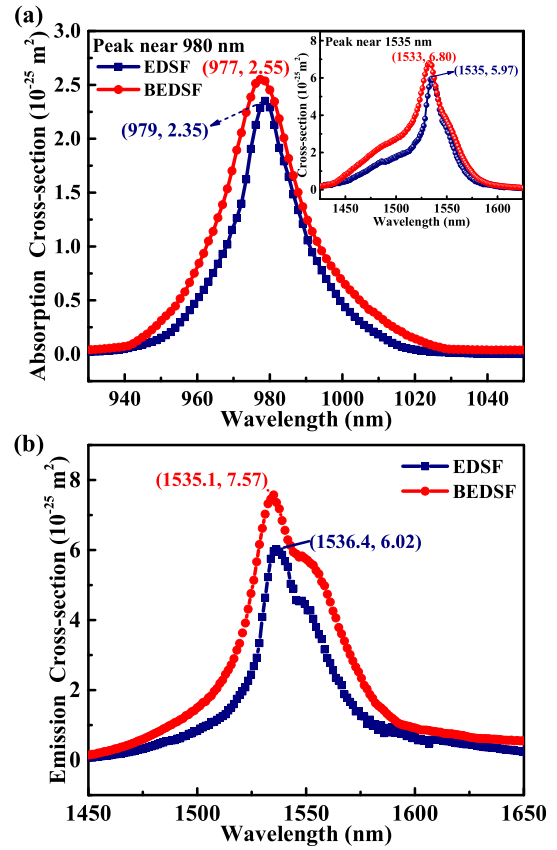 (a)
Peak near 980 nm
EDSF
BEDSF
(977, 2.55)
(979, 2.35)
Absorption Cross-section (10⁻²⁵ m²)
3.0
2.5
2.0
1.5
1.0
0.5
0.0
940 960 980 1000 1020 1040
Wavelength (nm)
Peak near 1535 nm
(1533, 6.80)
(1535, 5.97)
Cross-section (10⁻²⁵ m²)
8
6
4
2
0
1450 1500 1550 1600
Wavelength (nm)
(b)
EDSF
BEDSF
(1535.1, 7.57)
(1536.4, 6.02)
Emission Cross-section (10⁻²⁵ m²)
8
6
4
2
0
1450 1500 1550 1600 1650
Wavelength (nm)